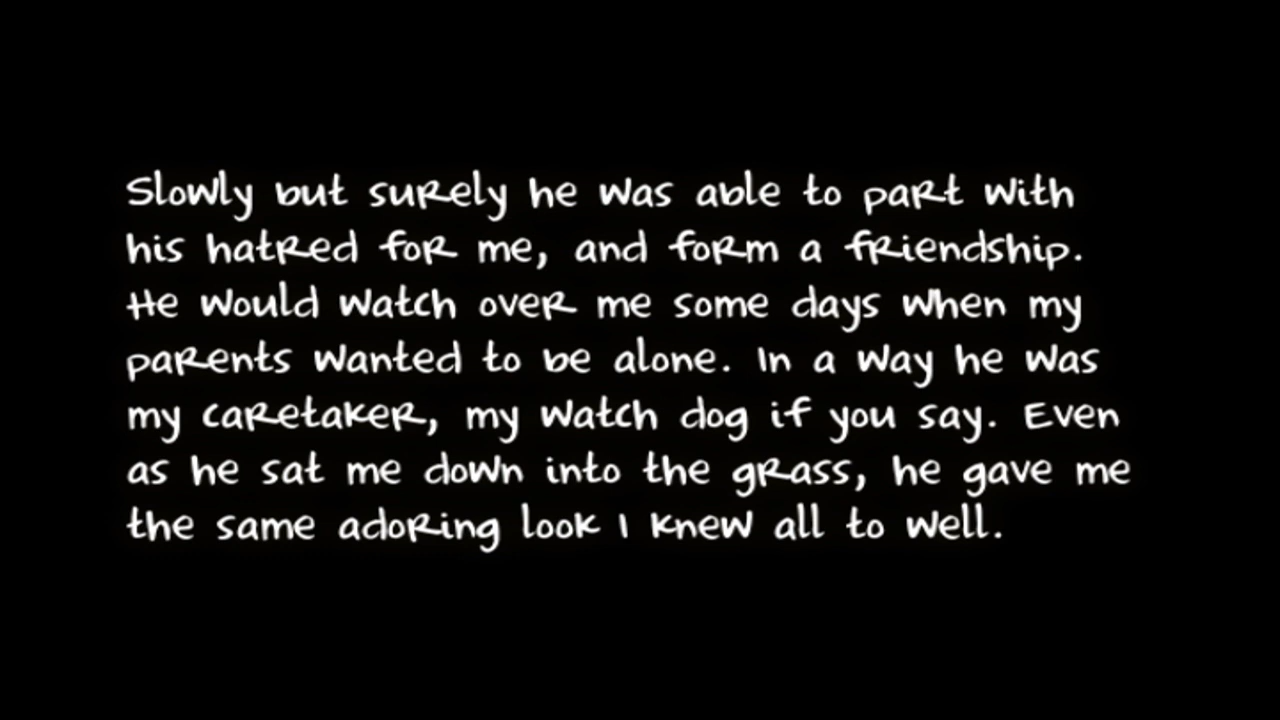 Slowly but surely he was able to part with
his hatred for me, and form a friendship.
He would watch over me some days when my
parents wanted to be alone. In a way he was
my caretaker, my watch dog if you say. Even
as he sat me down into the grass, he gave me
the same adoring look I knew all to well.